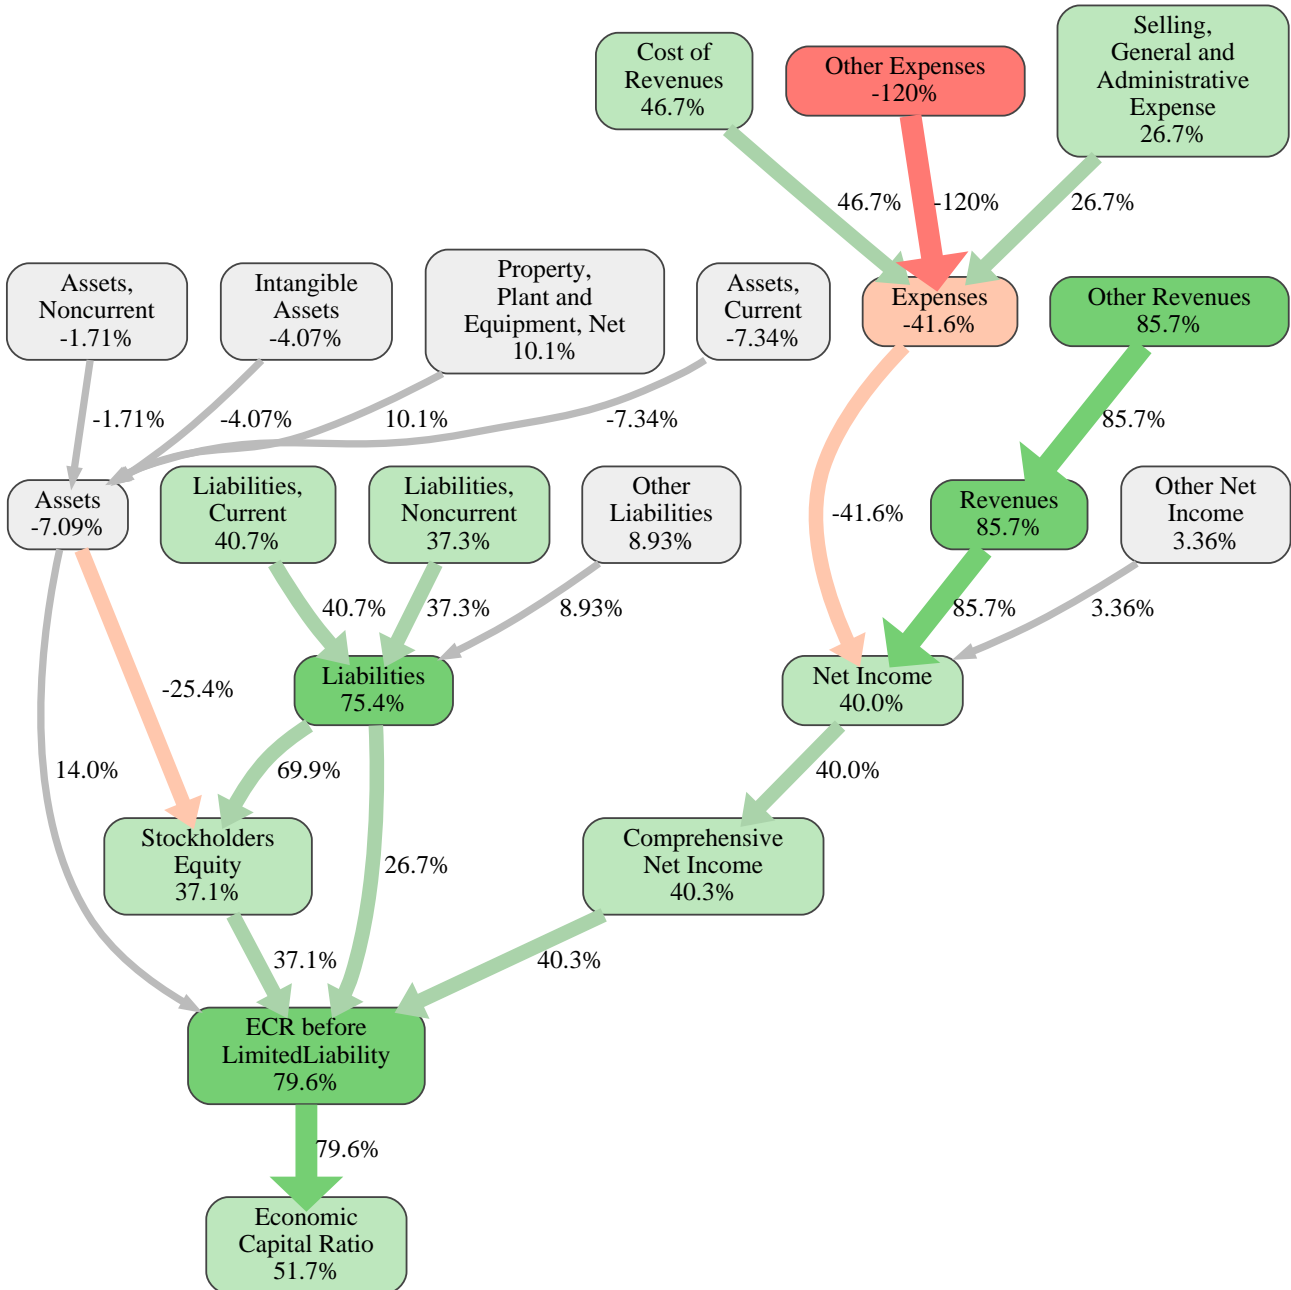 Cost of
Revenues
46.7%
Other Expenses
-120%
Selling,
General and
Administrative
Expense
26.7%
46.7%
-120%
26.7%
Assets,
Noncurrent
-1.71%
Intangible
Assets
-4.07%
Property,
Plant and
Equipment, Net
10.1%
Assets,
Current
-7.34%
Expenses
-41.6%
Other Revenues
85.7%
-1.71%
-4.07%
10.1%
-7.34%
85.7%
Assets
-7.09%
Liabilities,
Current
40.7%
Liabilities,
Noncurrent
37.3%
Other
Liabilities
8.93%
-41.6%
Revenues
85.7%
Other Net
Income
3.36%
40.7%
37.3%
8.93%
85.7%
3.36%
-25.4%
Liabilities
75.4%
Net Income
40.0%
14.0%
69.9%
40.0%
Stockholders
Equity
37.1%
26.7%
Comprehensive
Net Income
40.3%
37.1%
40.3%
ECR before
LimitedLiability
79.6%
79.6%
Economic
Capital Ratio
51.7%